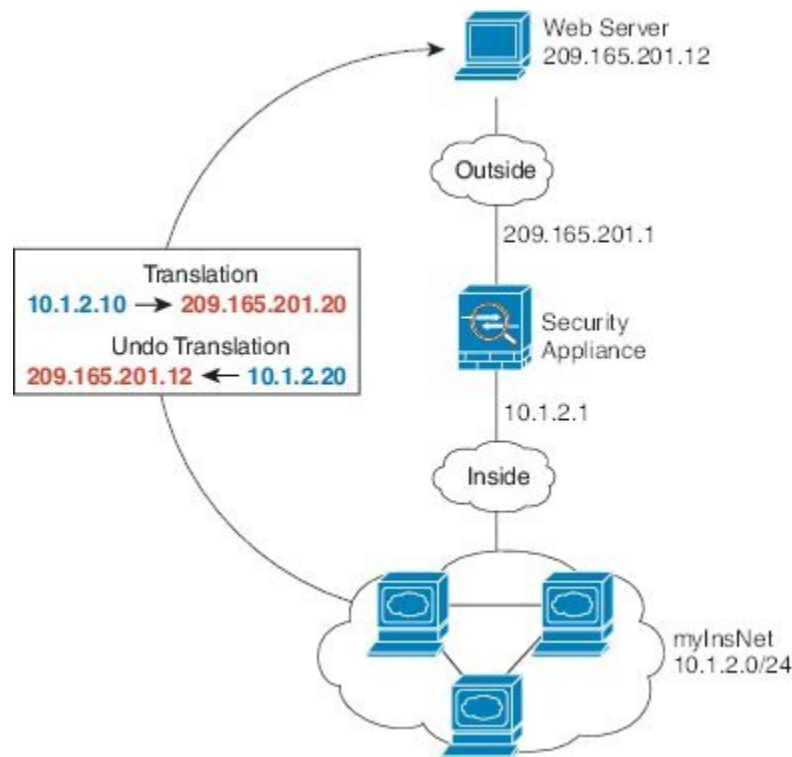 Web Server
209.165.201.12
Outside
209.165.201.1
Translation
10.1.2.10 → 209.165.201.20
Undo Translation
209.165.201.12 ← 10.1.2.20
Security
Appliance
10.1.2.1
Inside
myInsNet
10.1.2.0/24